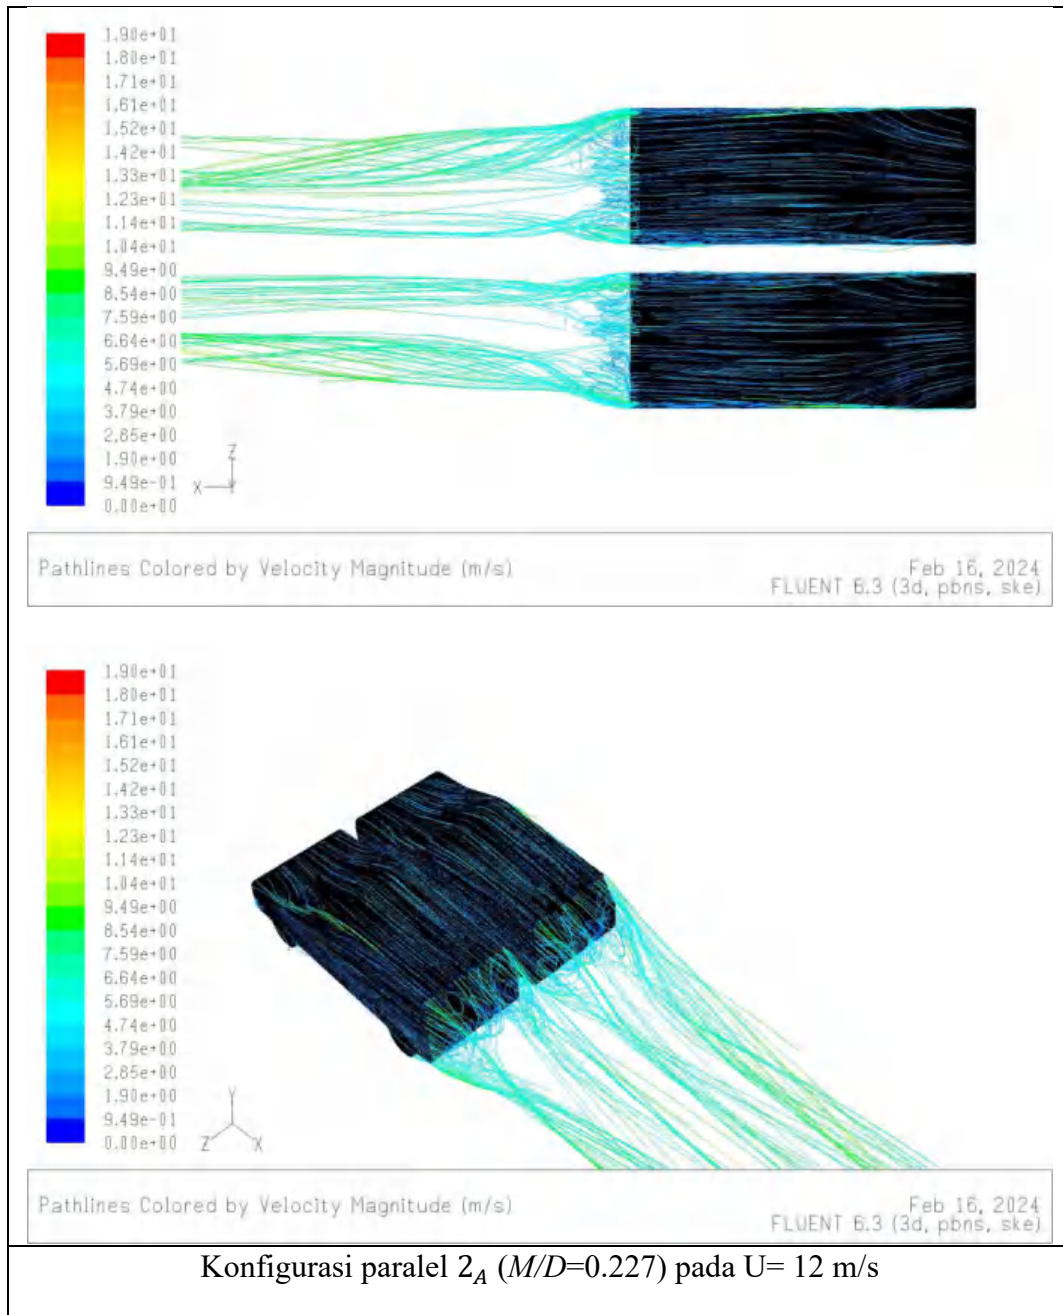 1.90e+01
1.80e+01
1.71e+01
1.61e+01
1.52e+01
1.42e+01
1.33e+01
1.23e+01
1.14e+01
1.04e+01
9.49e+00
8.54e+00
7.59e+00
6.64e+00
5.69e+00
4.74e+00
3.79e+00
2.85e+00
1.90e+00
9.49e-01
0.00e+00
Z
X
Y
Pathlines Colored by Velocity Magnitude (m/s)
Feb 16, 2024
FLUENT 6.3 (3d, pbns, ske)
1.90e+01
1.80e+01
1.71e+01
1.61e+01
1.52e+01
1.42e+01
1.33e+01
1.23e+01
1.14e+01
1.04e+01
9.49e+00
8.54e+00
7.59e+00
6.64e+00
5.69e+00
4.74e+00
3.79e+00
2.85e+00
1.90e+00
9.49e-01
0.00e+00
Y
Z X
Pathlines Colored by Velocity Magnitude (m/s)
Feb 16, 2024
FLUENT 6.3 (3d, pbns, ske)
Konfigurasi paralel 2_A (M/D=0.227) pada U= 12 m/s